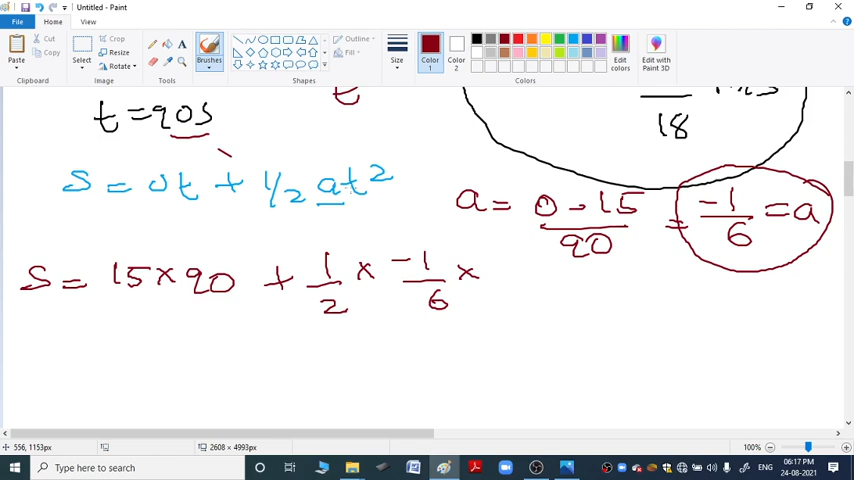 Untitled - Paint
File Home View
Paste
Cut
Copy
Clipboard
Select
Crop
Resize
Rotate
Image
Tools
Brushes
Shapes
Outline
Fill
Size
Color 1
Color 2
Colors
Edit colors
Edit with Paint 3D
t
18
t = 90s
S = Ut + 1/2 at²
a = 0 - 15 / 90 = -1/6 = a
S = 15 × 90 + 1/2 × -1/6 ×
556, 1153px
2608 × 4993px
100%
Type here to search
ENG
06:17 PM
24-08-2021